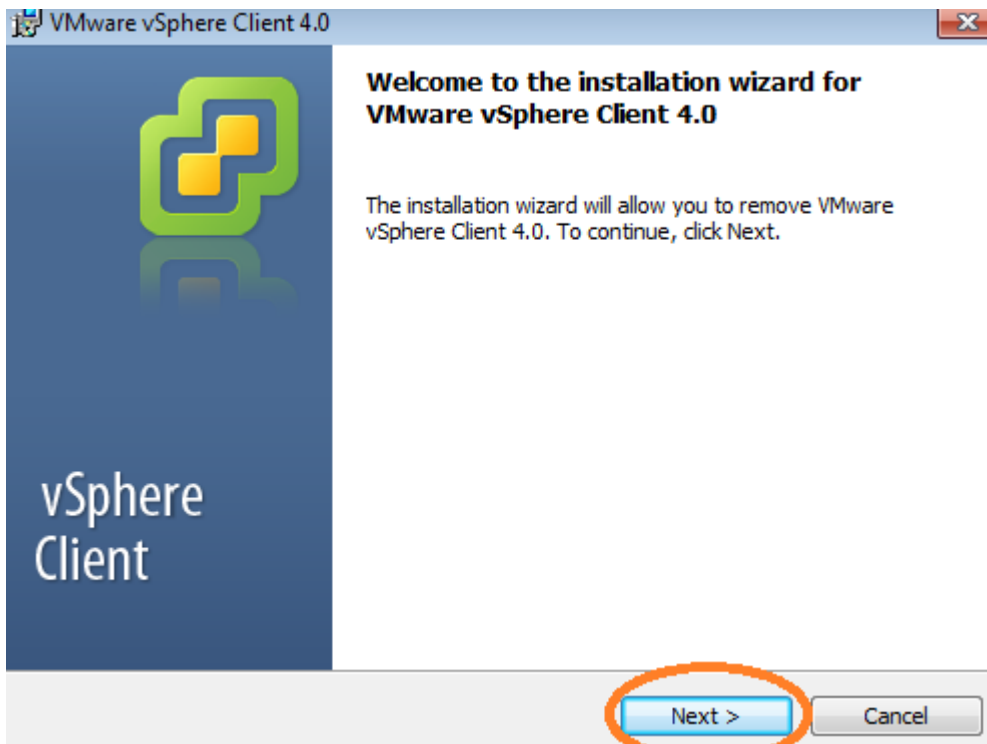 VMware vSphere Client 4.0
Welcome to the installation wizard for
VMware vSphere Client 4.0
The installation wizard will allow you to remove VMware
vSphere Client 4.0. To continue, click Next.
vSphere
Client
Next >
Cancel